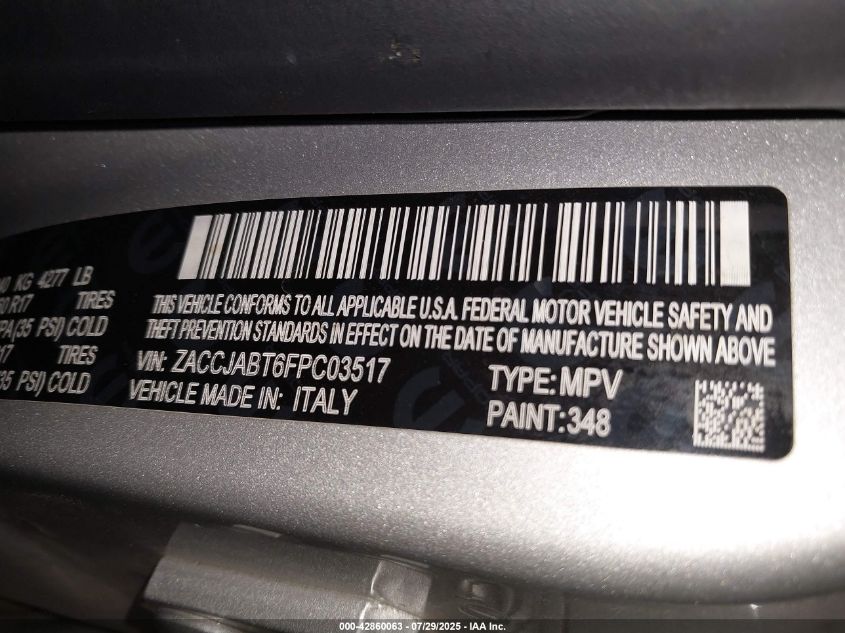 KG 4277 LB
R17 TIRES
(35 PSI) COLD
TIRES
PSI) COLD
THIS VEHICLE CONFORMS TO ALL APPLICABLE U.S.A. FEDERAL MOTOR VEHICLE SAFETY AND
THEFT PREVENTION STANDARDS IN EFFECT ON THE DATE OF MANUFACTURE SHOWN ABOVE
VIN: ZACCJABT6FPC03517
VEHICLE MADE IN: ITALY
TYPE: MPV
PAINT: 348
000-42860063 - 07/29/2025 - IAA Inc.